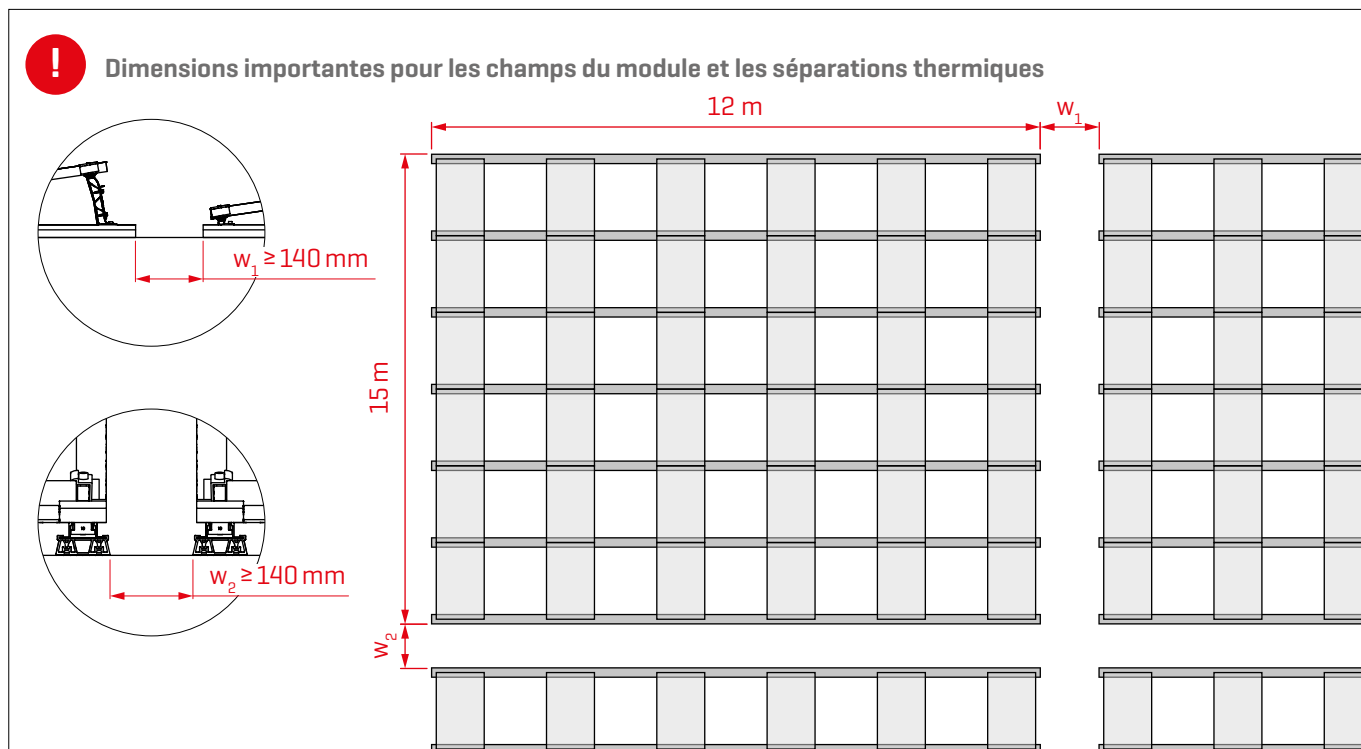 !
Dimensions importantes pour les champs du module et les séparations thermiques
12 m
w₁
w₁ ≥ 140 mm
15 m
w₂ ≥ 140 mm
w₂